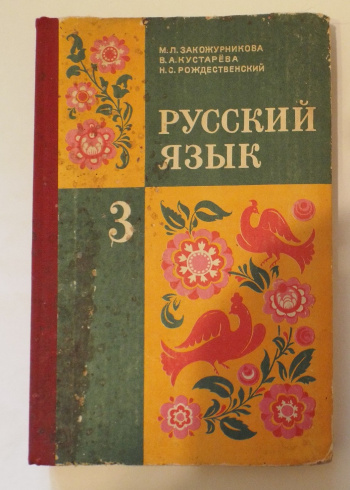 М.Л.ЗАКОЖУРНИКОВА
В.А.КУСТАРЁВА
Н.С.РОЖДЕСТВЕНСКИЙ
РУССКИЙ
ЯЗЫК
3